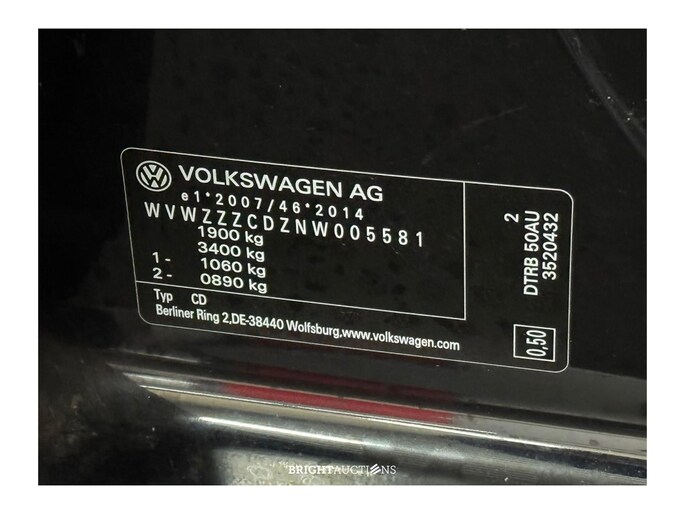 VOLKSWAGEN AG
e1*2007/46*2014
WVWZZZCDZNW005581
1900 kg
3400 kg
1 - 1060 kg
2 - 0890 kg
Typ CD
Berliner Ring 2,DE-38440 Wolfsburg,www.volkswagen.com
2
DTRB 50AU
3520432
0,50
BRIGHTAUCTIONS